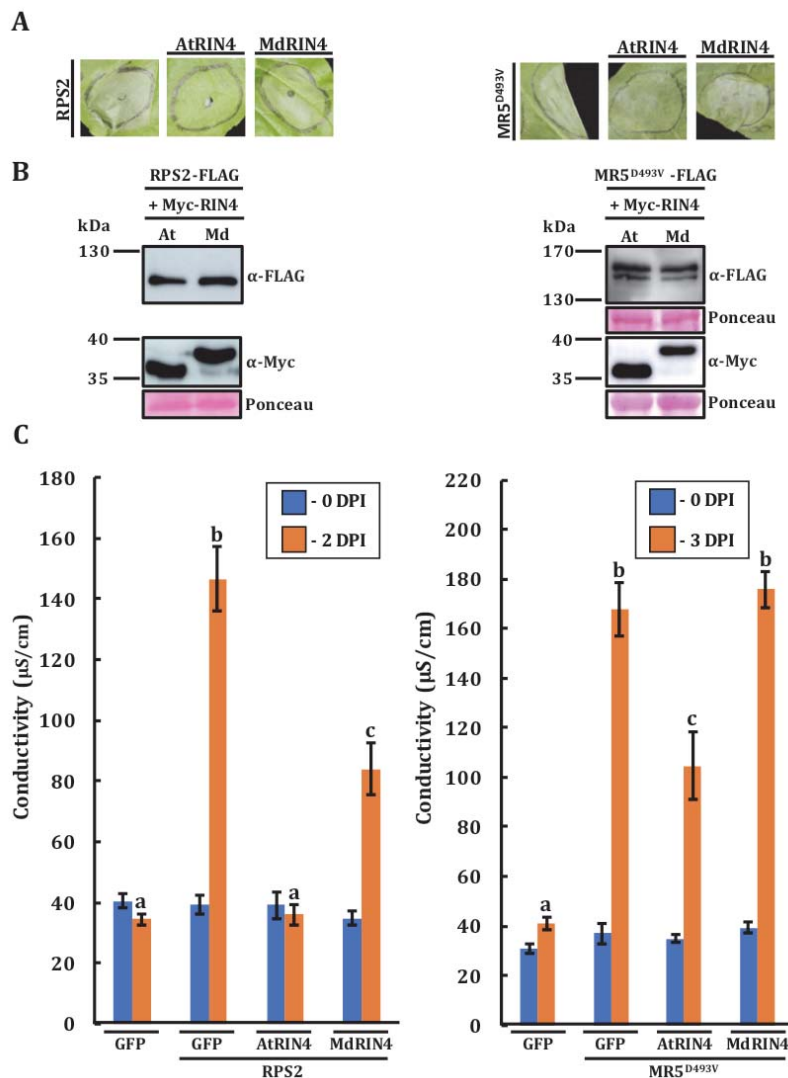 A
AtRIN4 MdRIN4
RPS2
AtRIN4 MdRIN4
MR5D493V
B
RPS2-FLAG
+ Myc-RIN4
kDa
At Md
130
α-FLAG
40
35
α-Myc
Ponceau
MR5D493V -FLAG
+ Myc-RIN4
kDa
At Md
170
α-FLAG
130
Ponceau
40
α-Myc
35
Ponceau
C
Conductivity (μS/cm)
180
160
140
120
100
80
60
40
20
0
- 0 DPI
- 2 DPI
a
b
a
c
GFP GFP AtRIN4 MdRIN4
RPS2
Conductivity (μS/cm)
220
200
180
160
140
120
100
80
60
40
20
0
- 0 DPI
- 3 DPI
a
b
c
b
GFP GFP AtRIN4 MdRIN4
MR5D493V